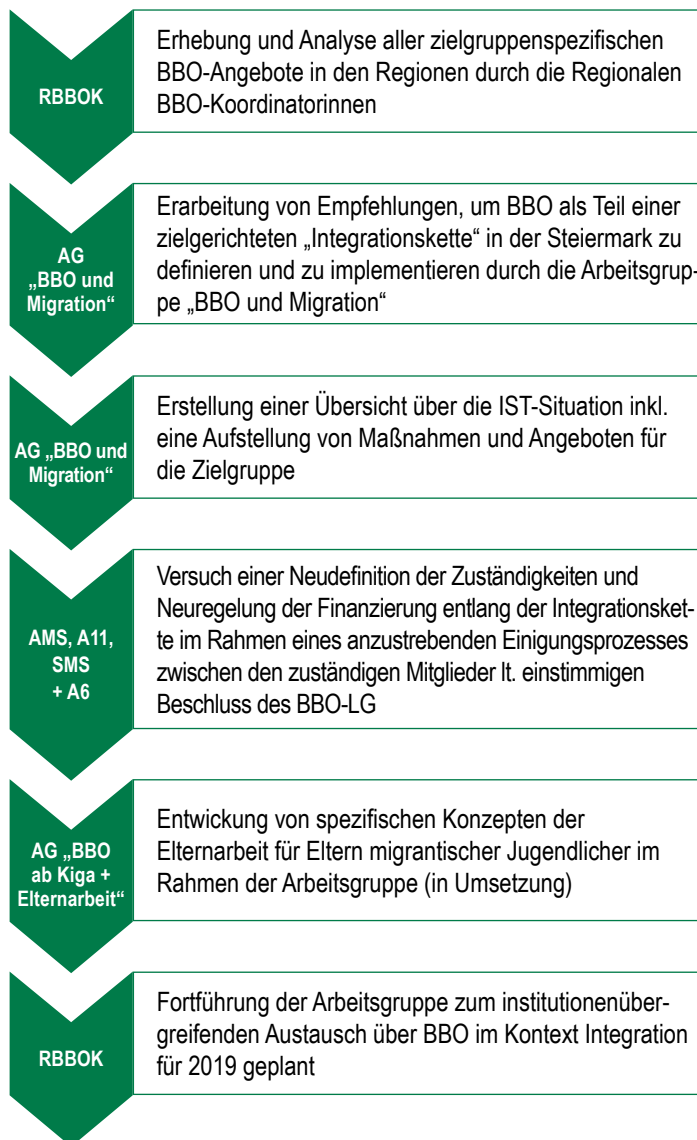 RBBOK
Erhebung und Analyse aller zielgruppenspezifischen
BBO-Angebote in den Regionen durch die Regionalen
BBO-Koordinatorinnen
AG
„BBO und
Migration“
Erarbeitung von Empfehlungen, um BBO als Teil einer
zielgerichteten „Integrationskette“ in der Steiermark zu
definieren und zu implementieren durch die Arbeitsgrup-
pe „BBO und Migration“
AG „BBO und
Migration“
Erstellung einer Übersicht über die IST-Situation inkl.
eine Aufstellung von Maßnahmen und Angeboten für
die Zielgruppe
AMS, A11,
SMS
+ A6
Versuch einer Neudefinition der Zuständigkeiten und
Neuregelung der Finanzierung entlang der Integrationsket-
te im Rahmen eines anzustrebenden Einigungsprozesses
zwischen den zuständigen Mitglieder lt. einstimmigen
Beschluss des BBO-LG
AG „BBO
ab Kiga +
Elternarbeit“
Entwickung von spezifischen Konzepten der
Elternarbeit für Eltern migrantischer Jugendlicher im
Rahmen der Arbeitsgruppe (in Umsetzung)
RBBOK
Fortführung der Arbeitsgruppe zum institutionenüber-
greifenden Austausch über BBO im Kontext Integration
für 2019 geplant